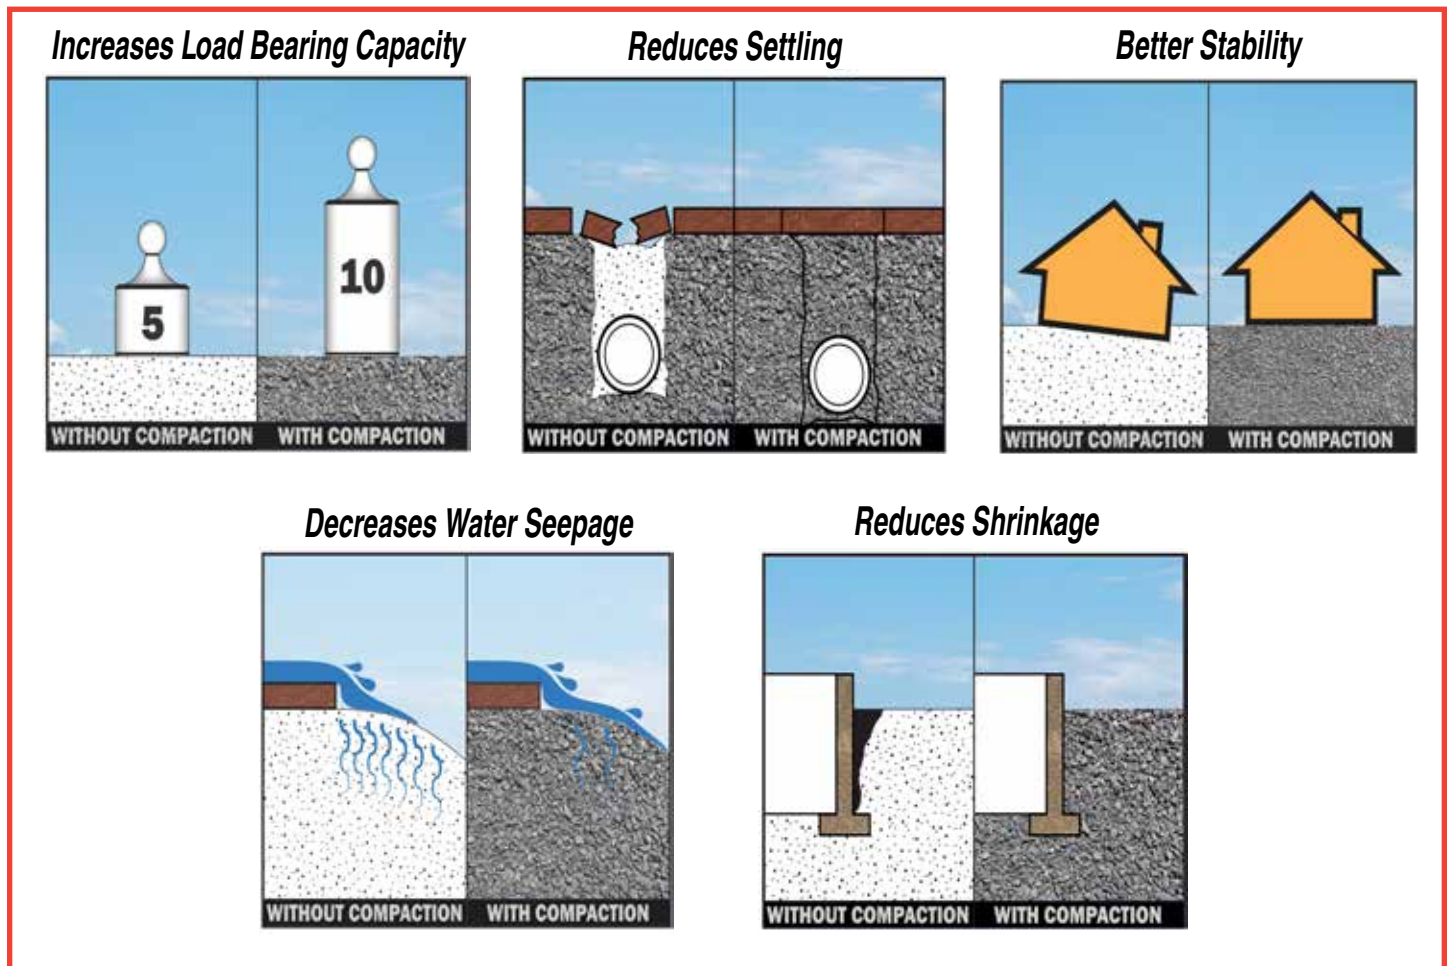 Increases Load Bearing Capacity
Reduces Settling
Better Stability
5
10
WITHOUT COMPACTION
WITH COMPACTION
WITHOUT COMPACTION
WITH COMPACTION
WITHOUT COMPACTION
WITH COMPACTION
Decreases Water Seepage
Reduces Shrinkage
WITHOUT COMPACTION
WITH COMPACTION
WITHOUT COMPACTION
WITH COMPACTION